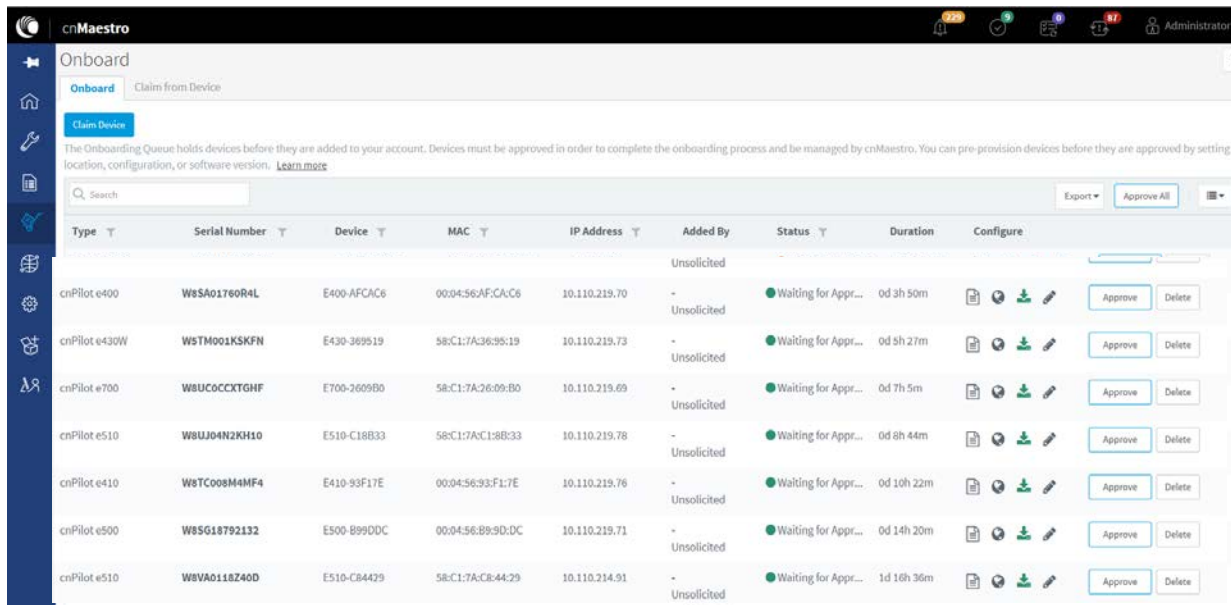 cnMaestro 229 9 0 87 Administrator
Onboard
Onboard Claim from Device
Claim Device
The Onboarding Queue holds devices before they are added to your account. Devices must be approved in order to complete the onboarding process and be managed by cnMaestro. You can pre-provision devices before they are approved by setting
location, configuration, or software version. Learn more
Search Export Approve All
Type Serial Number Device MAC IP Address Added By Status Duration Configure
Unsolicited
cnPilot e400 W8SA01760R4L E400-AFCAC6 00:04:56:AF:CA:C6 10.110.219.70 - Waiting for Appr... 0d 3h 50m Approve Delete
Unsolicited
cnPilot e430W W5TM001KSKFN E430-369519 58:C1:7A:36:95:19 10.110.219.73 - Waiting for Appr... 0d 5h 27m Approve Delete
Unsolicited
cnPilot e700 W8UC0CCXTGHF E700-2609B0 58:C1:7A:26:09:B0 10.110.219.69 - Waiting for Appr... 0d 7h 5m Approve Delete
Unsolicited
cnPilot e510 W8UJ04N2KH10 E510-C18B33 58:C1:7A:C1:8B:33 10.110.219.78 - Waiting for Appr... 0d 8h 44m Approve Delete
Unsolicited
cnPilot e410 W8TC008M4MF4 E410-93F17E 00:04:56:93:F1:7E 10.110.219.76 - Waiting for Appr... 0d 10h 22m Approve Delete
Unsolicited
cnPilot e500 W8SG18792132 E500-B99DDC 00:04:56:B9:9D:DC 10.110.219.71 - Waiting for Appr... 0d 14h 20m Approve Delete
Unsolicited
cnPilot e510 W8VA0118Z40D E510-C84429 58:C1:7A:C8:44:29 10.110.214.91 - Waiting for Appr... 1d 16h 36m Approve Delete
Unsolicited